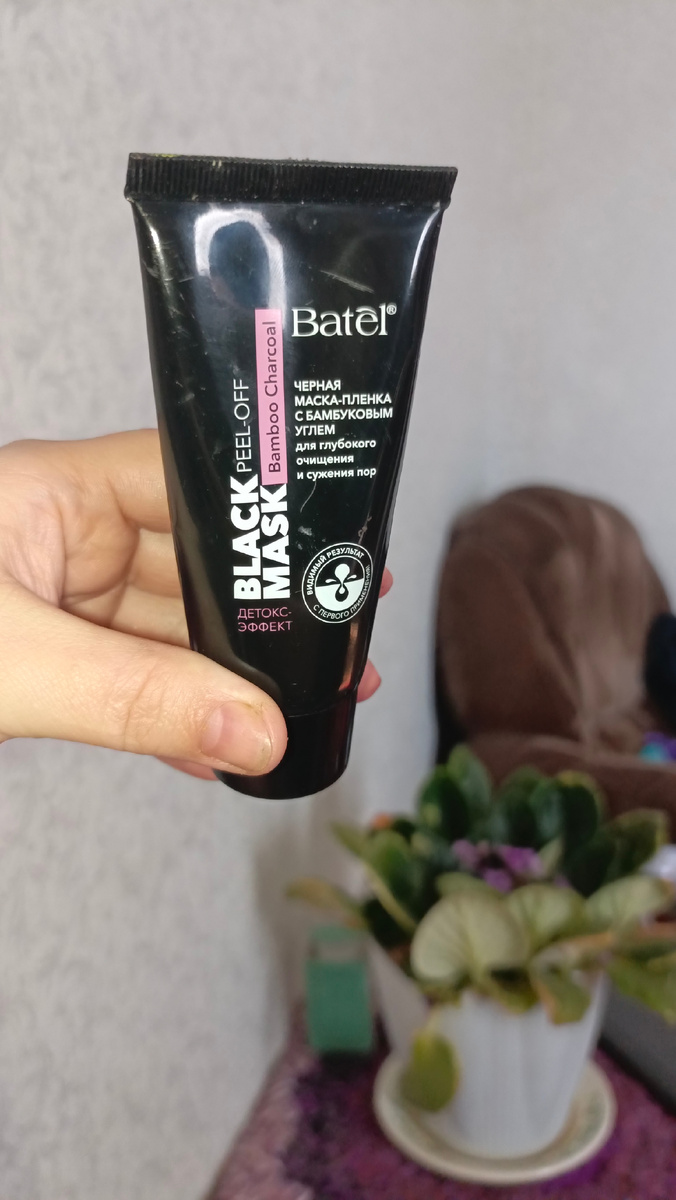 Batel®
ЧЕРНАЯ
МАСКА-ПЛЕНКА
С БАМБУКОВЫМ
УГЛЕМ
для глубокого
очищения
и сужения пор
BLACK PEEL-OFF
MASK Bamboo Charcoal
ДЕТОКС-
ЭФФЕКТ
ВИДИМЫЙ РЕЗУЛЬТАТ
С ПЕРВОГО ПРИМЕНЕНИЯ!